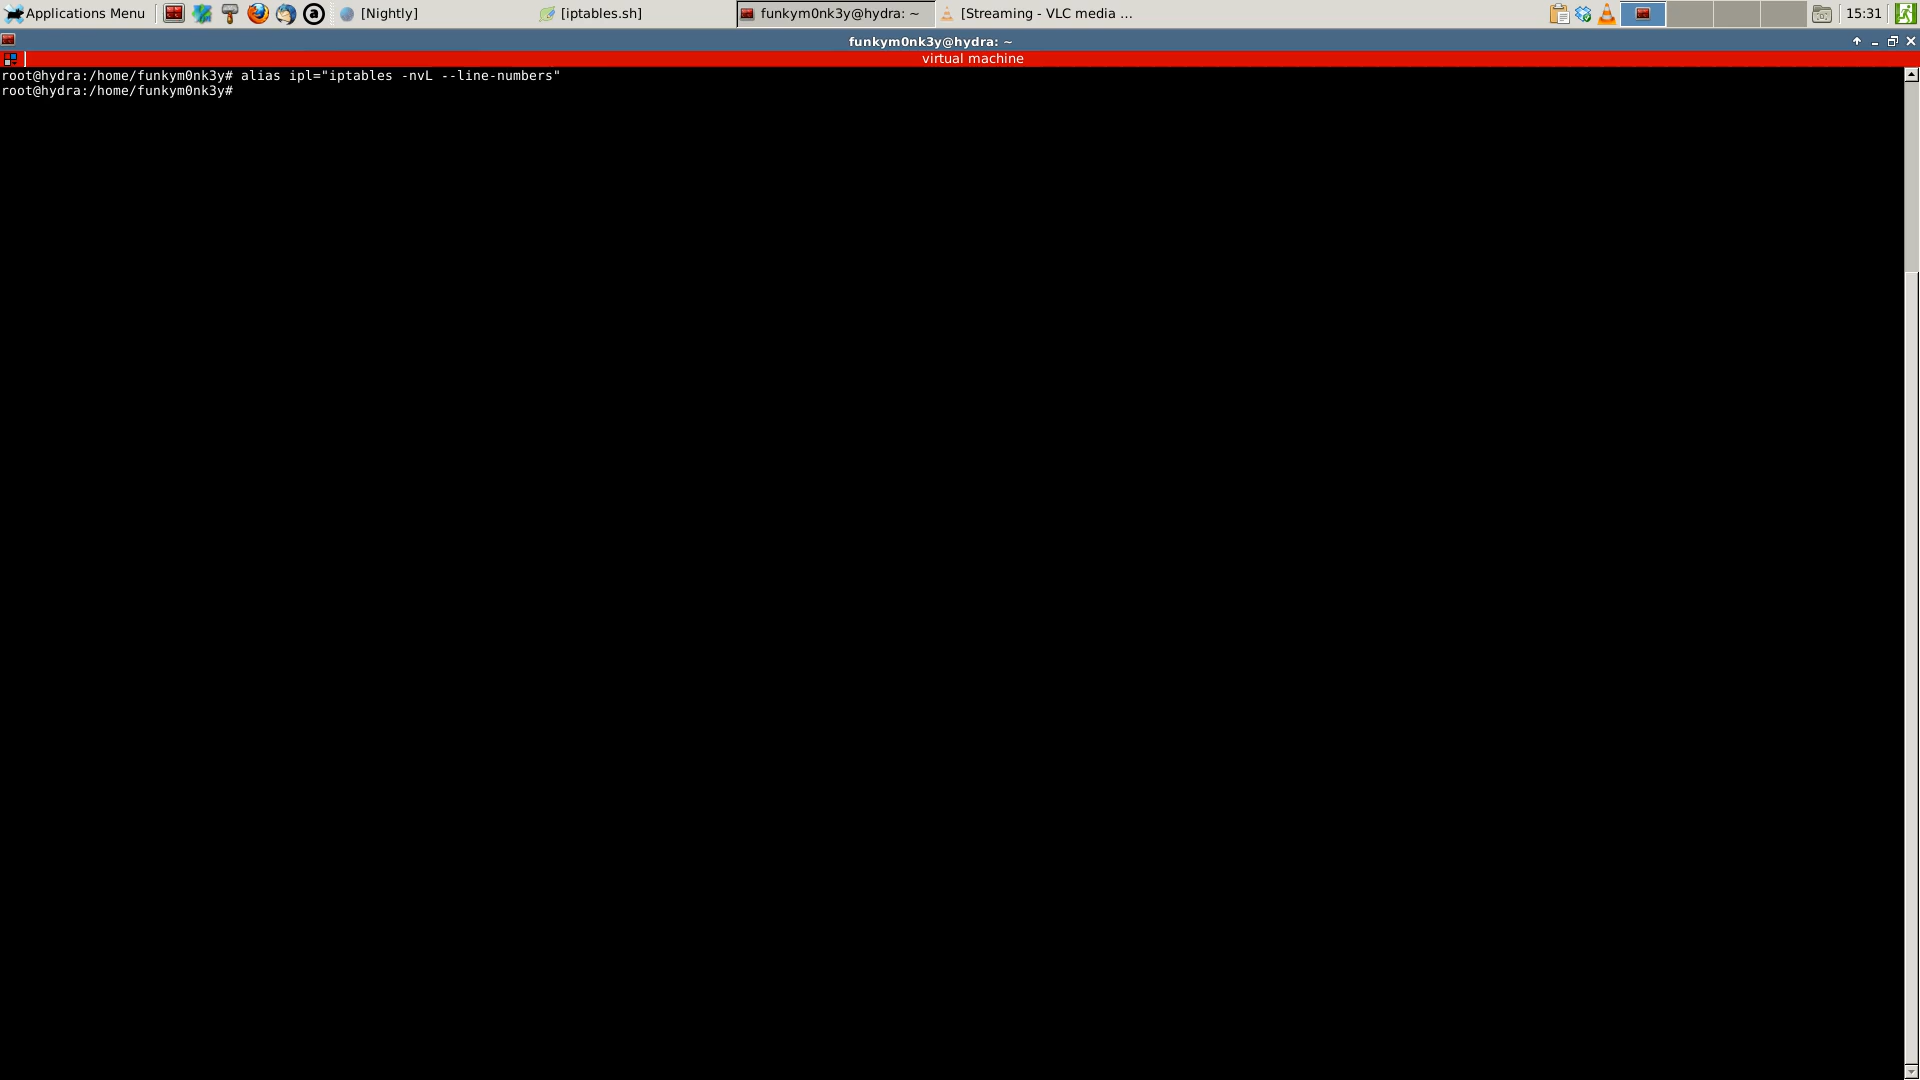 Applications Menu [Nightly] [iptables.sh] funkym0nk3y@hydra: ~ [Streaming - VLC media ... 15:31
funkym0nk3y@hydra: ~
virtual machine
root@hydra:/home/funkym0nk3y# alias ipl="iptables -nvL --line-numbers"
root@hydra:/home/funkym0nk3y#